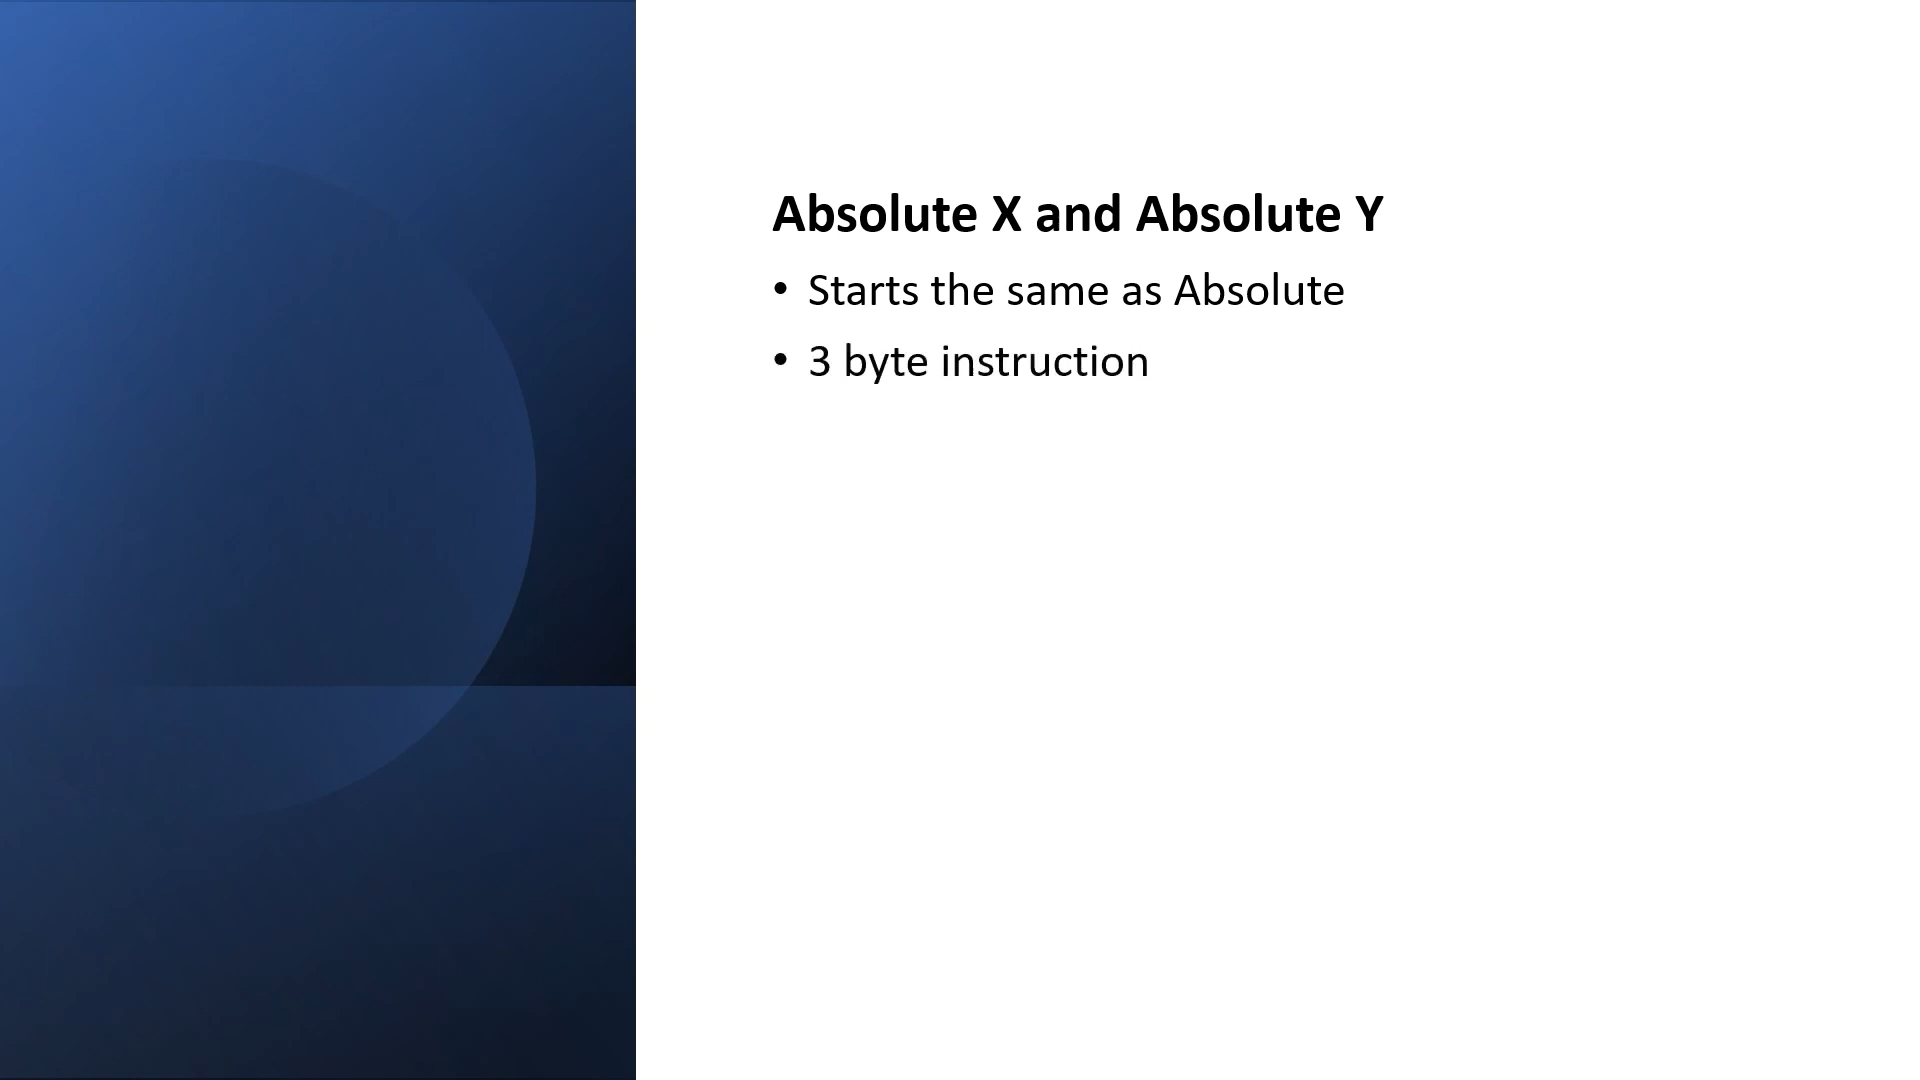 Absolute X and Absolute Y
• Starts the same as Absolute
• 3 byte instruction